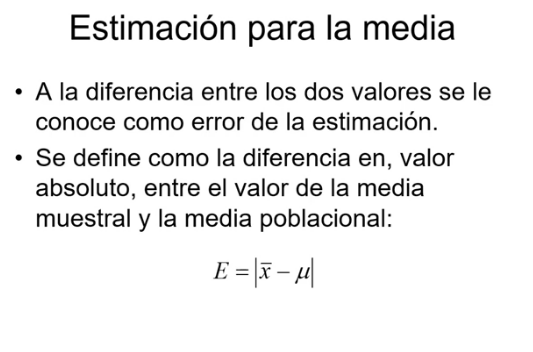 Estimación para la media
• A la diferencia entre los dos valores se le
conoce como error de la estimación.
• Se define como la diferencia en, valor
absoluto, entre el valor de la media
muestral y la media poblacional:
E = |x̅ − μ|